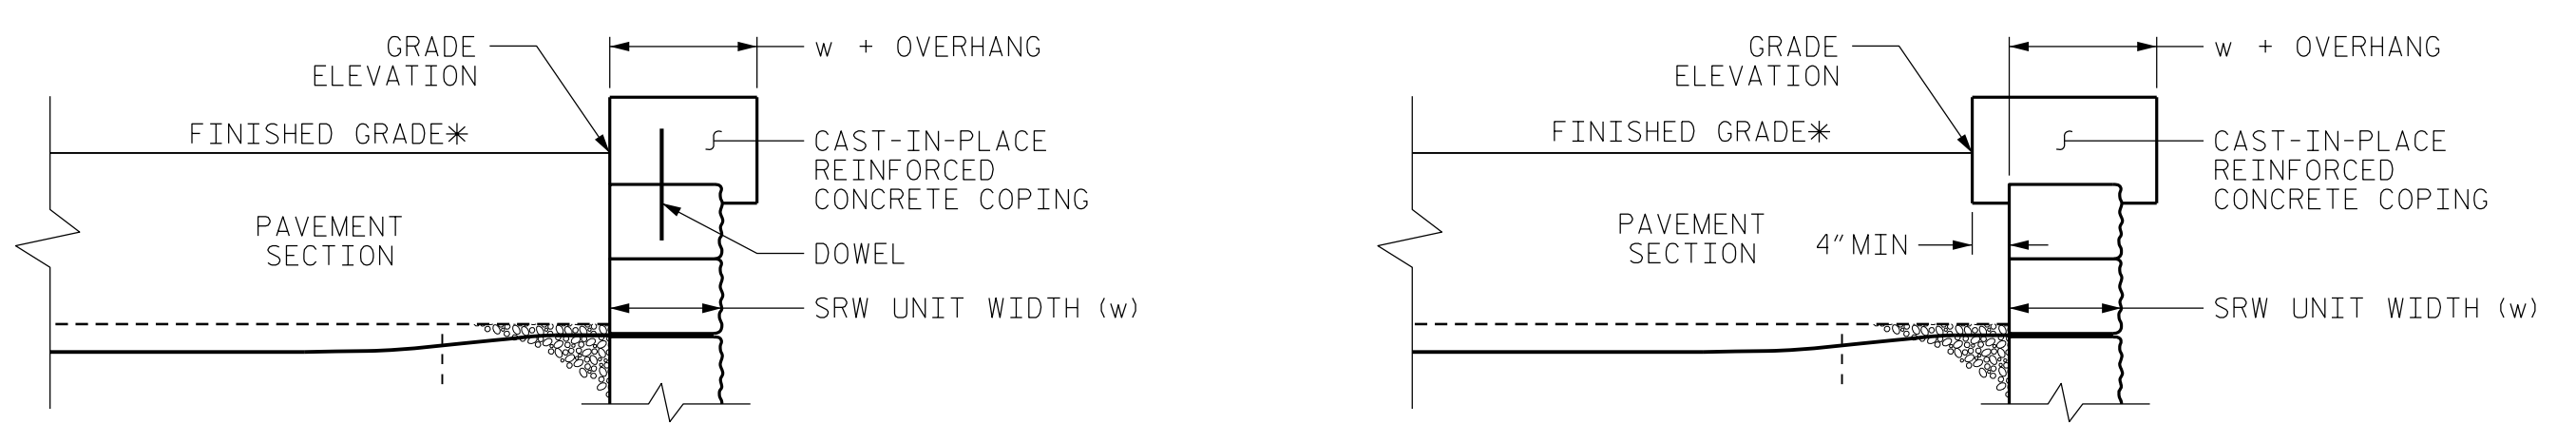 GRADE
ELEVATION
w + OVERHANG
FINISHED GRADE*
CAST-IN-PLACE
REINFORCED
CONCRETE COPING
PAVEMENT
SECTION
DOWEL
SRW UNIT WIDTH (w)
GRADE
ELEVATION
w + OVERHANG
FINISHED GRADE*
CAST-IN-PLACE
REINFORCED
CONCRETE COPING
PAVEMENT
SECTION
4" MIN
SRW UNIT WIDTH (w)